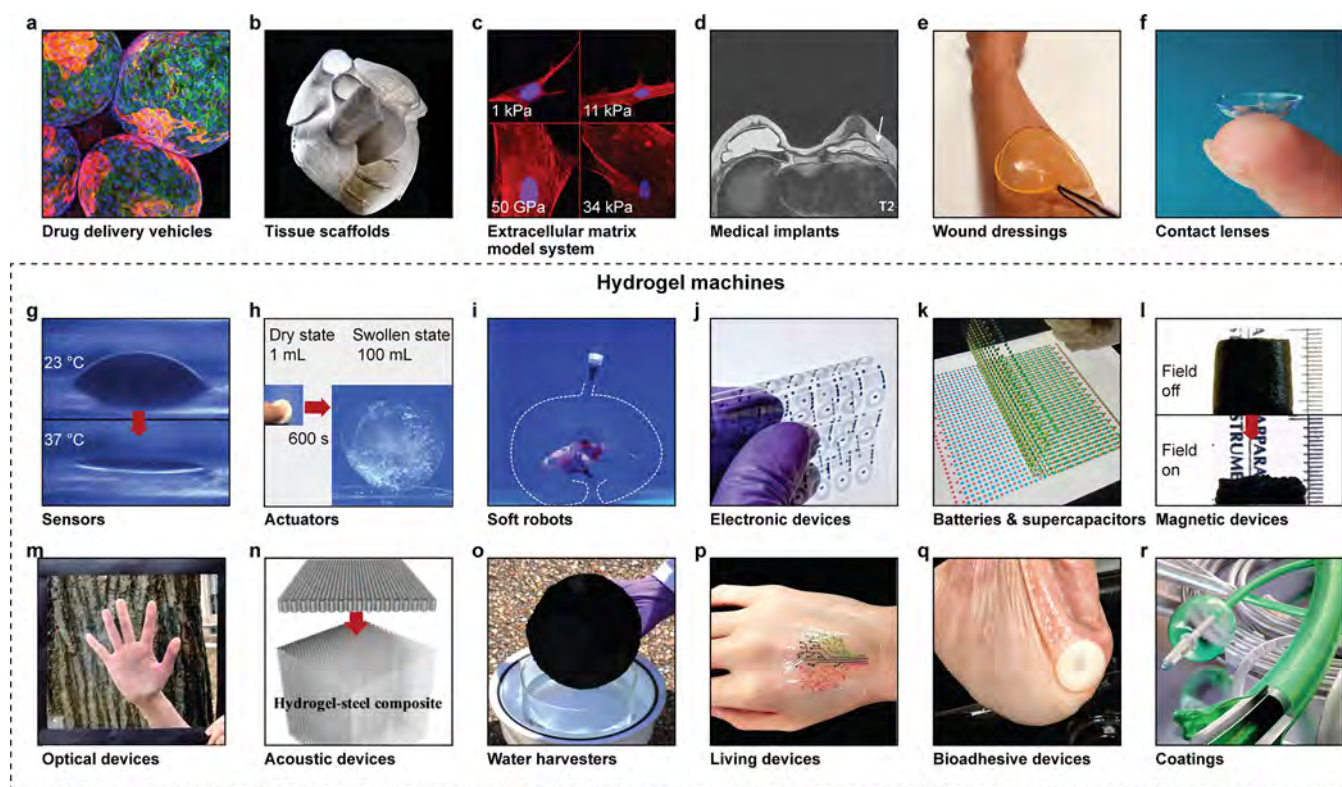 a
b
c
d
e
f
1 kPa
11 kPa
50 GPa
34 kPa
T2
Drug delivery vehicles
Tissue scaffolds
Extracellular matrix
model system
Medical implants
Wound dressings
Contact lenses
Hydrogel machines
g
h
i
j
k
l
23 °C
37 °C
Dry state
1 mL
Swollen state
100 mL
600 s
Field
off
Field
on
APPARA
STRUME
Sensors
Actuators
Soft robots
Electronic devices
Batteries & supercapacitors
Magnetic devices
m
n
o
p
q
r
Hydrogel-steel composite
Optical devices
Acoustic devices
Water harvesters
Living devices
Bioadhesive devices
Coatings